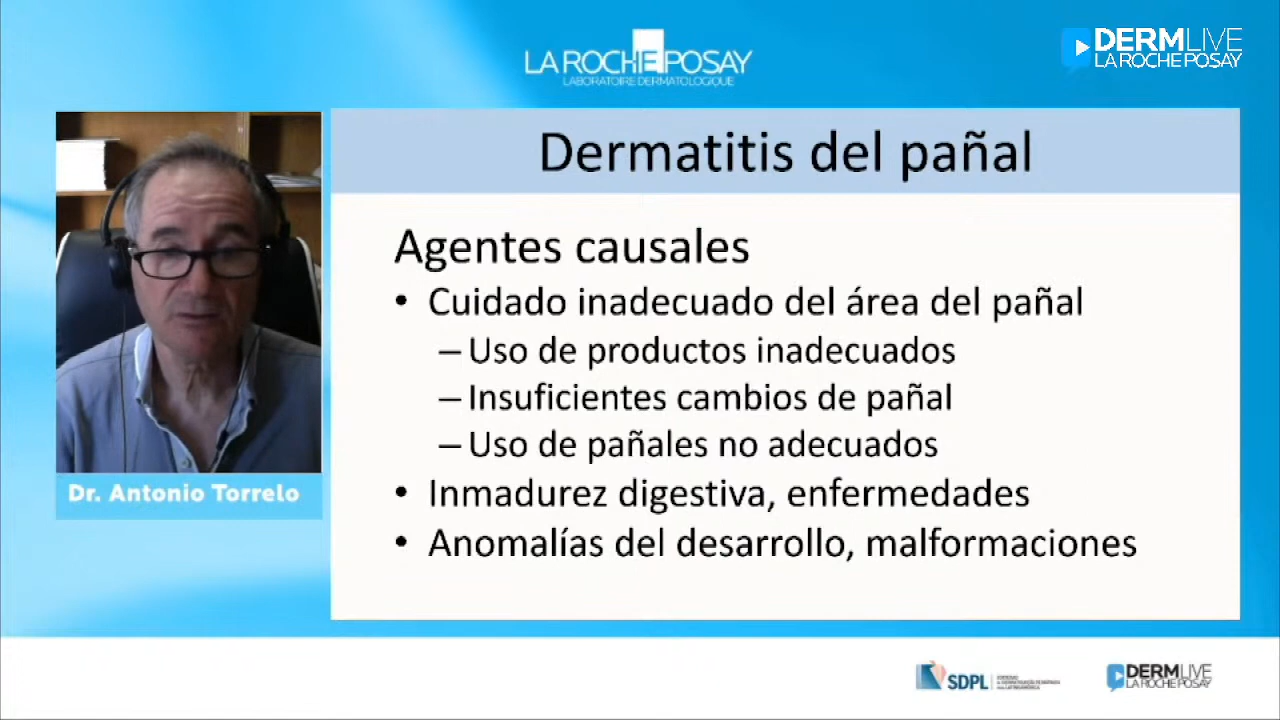 LA ROCHE POSAY
LABORATOIRE DERMATOLOGIQUE
DERMLIVE
LA ROCHE POSAY
Dermatitis del pañal
Agentes causales
• Cuidado inadecuado del área del pañal
– Uso de productos inadecuados
– Insuficientes cambios de pañal
– Uso de pañales no adecuados
• Inmadurez digestiva, enfermedades
• Anomalías del desarrollo, malformaciones
Dr. Antonio Torrelo
SDPL
DERMLIVE
LA ROCHE POSAY